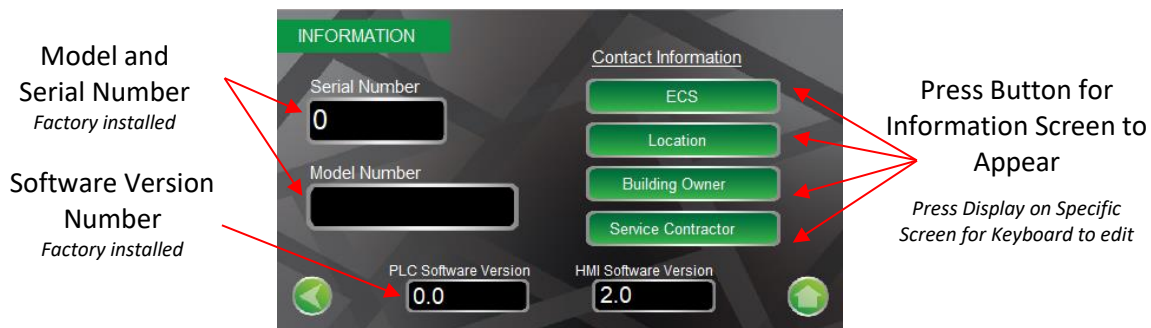 Model and
Serial Number
Factory installed
Software Version
Number
Factory installed
INFORMATION
Serial Number
0
Model Number
PLC Software Version
0.0
HMI Software Version
2.0
Contact Information
ECS
Location
Building Owner
Service Contractor
Press Button for
Information Screen to
Appear
Press Display on Specific
Screen for Keyboard to edit